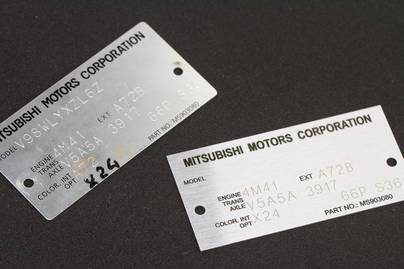 MITSUBISHI MOTORS CORPORATION
MODEL V98WLYXZL6Z
ENGINE 4M41 EXT A72B
TRANS AXLE V5A5A 3917
COLOR, INT OPT 66P S36
X24
PART NO.: MS903080
MITSUBISHI MOTORS CORPORATION
MODEL
ENGINE 4M41 EXT A72B
TRANS AXLE V5A5A 3917
COLOR, INT OPT 66P S36
X24
PART NO.: MS903080